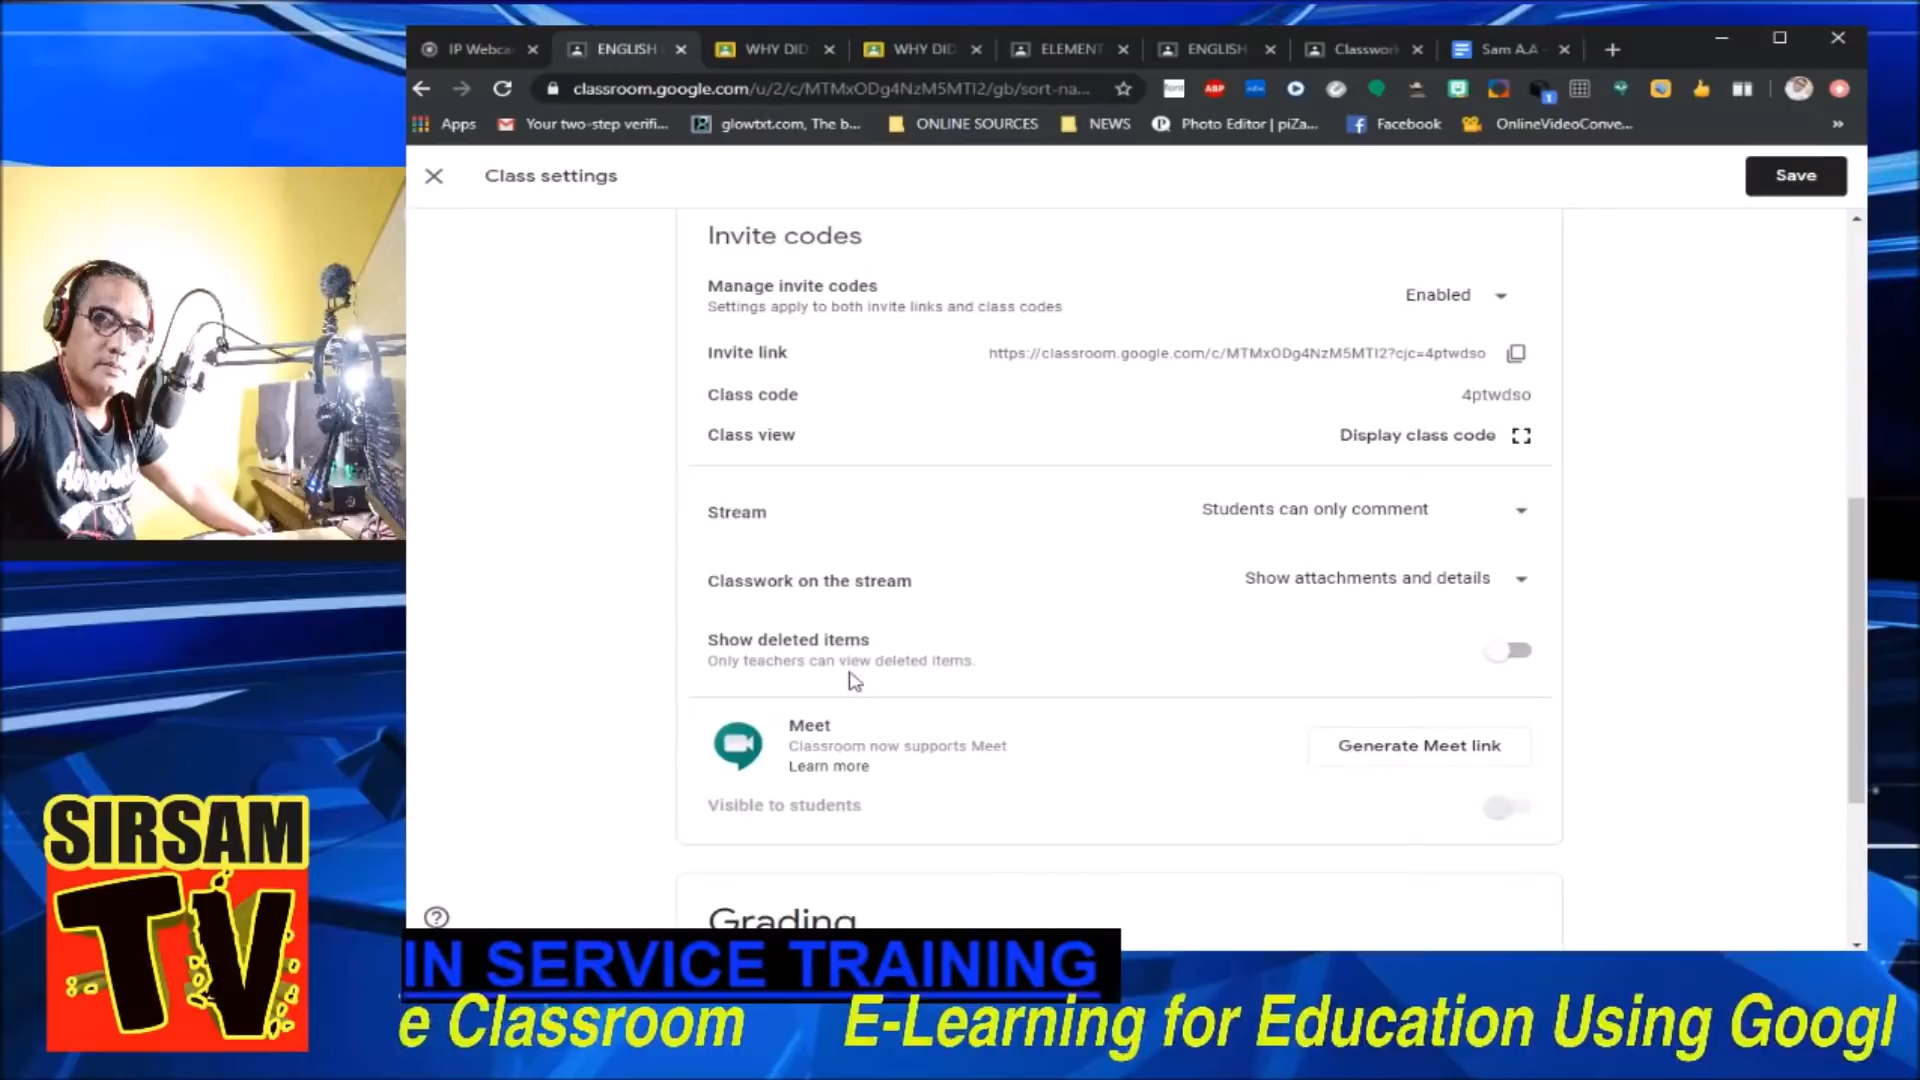 IP Webca
ENGLISH
WHY DID
WHY DID
ELEMENT
ENGLISH
Classwor
Sam A.A -
classroom.google.com/u/2/c/MTMxODg4NzM5MTI2/gb/sort-na...
ABP
1
Apps
Your two-step verifi...
glowtxt.com, The b...
ONLINE SOURCES
NEWS
Photo Editor | piZa...
Facebook
OnlineVideoConve...
Class settings
Save
Invite codes
Manage invite codes
Settings apply to both invite links and class codes
Enabled
Invite link
https://classroom.google.com/c/MTMxODg4NzM5MTI2?cjc=4ptwdso
Class code
4ptwdso
Class view
Display class code
Stream
Students can only comment
Classwork on the stream
Show attachments and details
Show deleted items
Only teachers can view deleted items.
Meet
Classroom now supports Meet
Learn more
Generate Meet link
Visible to students
Grading
SIRSAM
TV
IN SERVICE TRAINING
e Classroom E-Learning for Education Using Googl